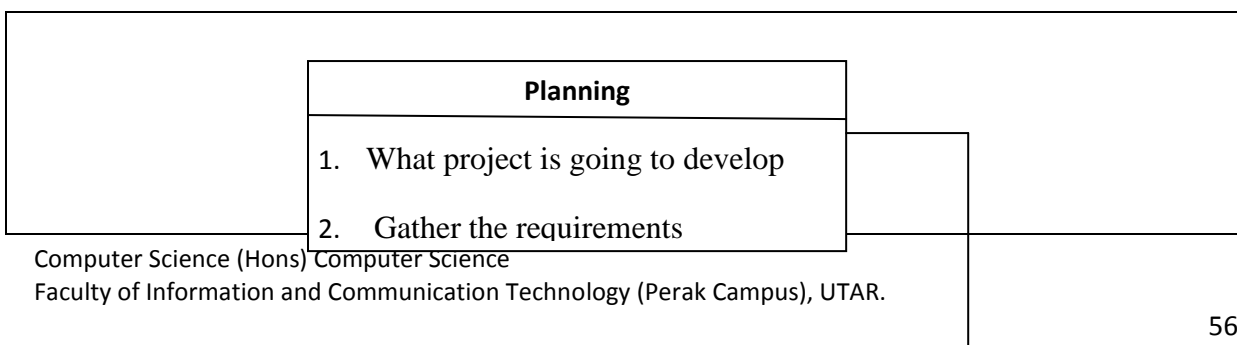 Planning
1. What project is going to develop
2. Gather the requirements
Computer Science (Hons) Computer Science
Faculty of Information and Communication Technology (Perak Campus), UTAR.
56